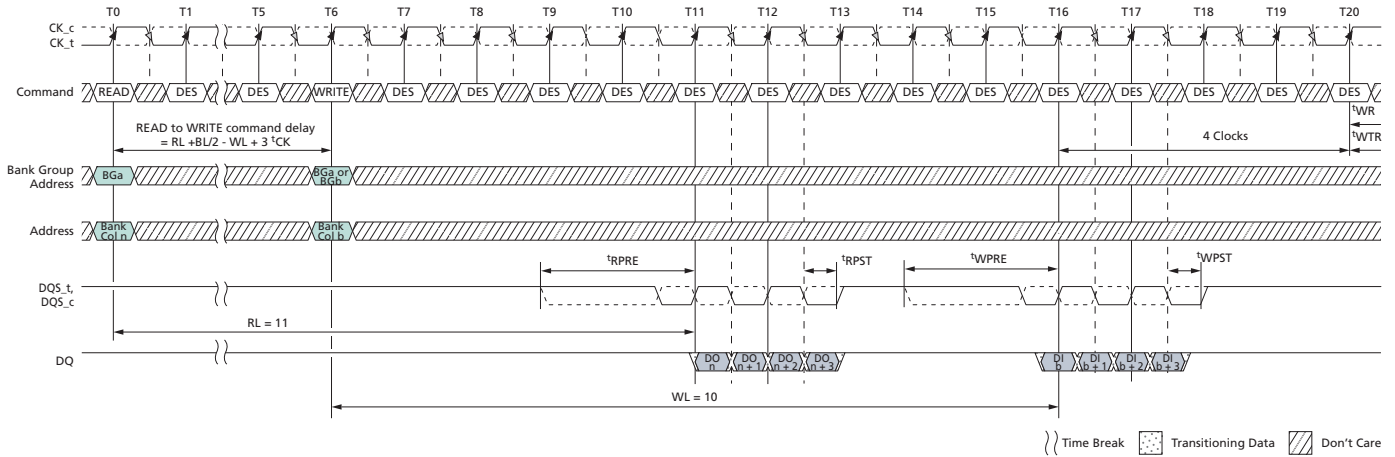 T0 T1 T5 T6 T7 T8 T9 T10 T11 T12 T13 T14 T15 T16 T17 T18 T19 T20
CK_c
CK_t
Command READ DES DES WRITE DES DES DES DES DES DES DES DES DES DES DES DES DES DES
tWR
READ to WRITE command delay
= RL +BL/2 - WL + 3 tCK
4 Clocks
tWTR
Bank Group
Address
BGa
BGa or
BGb
Address
Bank
Col n
Bank
Col b
tRPRE tRPST tWPRE tWPST
DQS_t,
DQS_c
RL = 11
DQ
DO
n
DO
n + 1
DO
n + 2
DO
n + 3
DI
b
DI
b + 1
DI
b + 2
DI
b + 3
WL = 10
Time Break Transitioning Data Don't Care